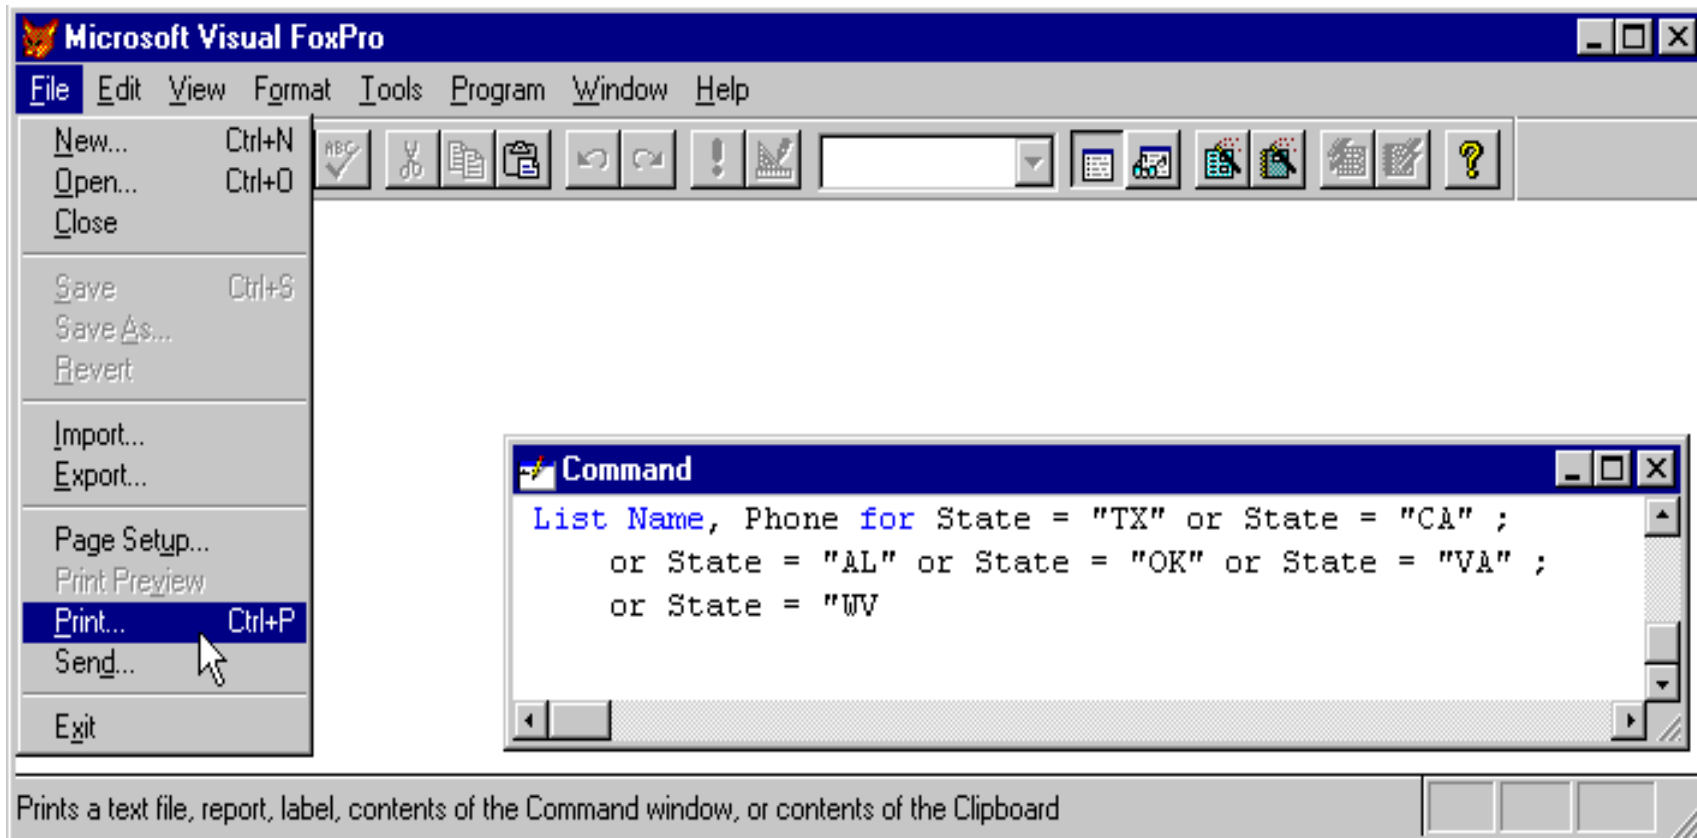 Microsoft Visual FoxPro
File Edit View Format Tools Program Window Help
New... Ctrl+N
Open... Ctrl+O
Close
Save Ctrl+S
Save As...
Revert
Import...
Export...
Page Setup...
Print Preview
Print... Ctrl+P
Send...
Exit
ABC
Command
List Name, Phone for State = "TX" or State = "CA" ;
or State = "AL" or State = "OK" or State = "VA" ;
or State = "WV
Prints a text file, report, label, contents of the Command window, or contents of the Clipboard